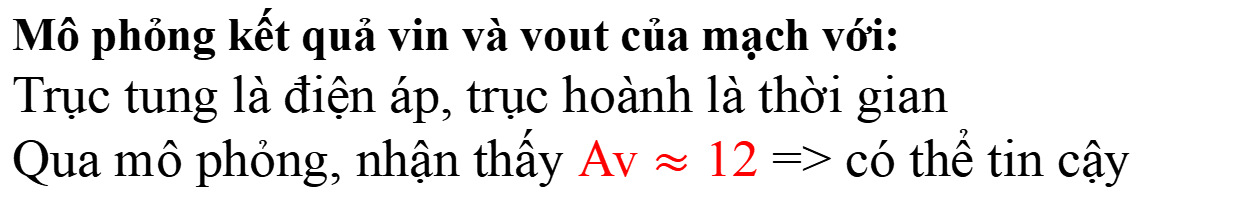 Mô phỏng kết quả vin và vout của mạch với:
Trục tung là điện áp, trục hoành là thời gian
Qua mô phỏng, nhận thấy Av ≈ 12 => có thể tin cậy